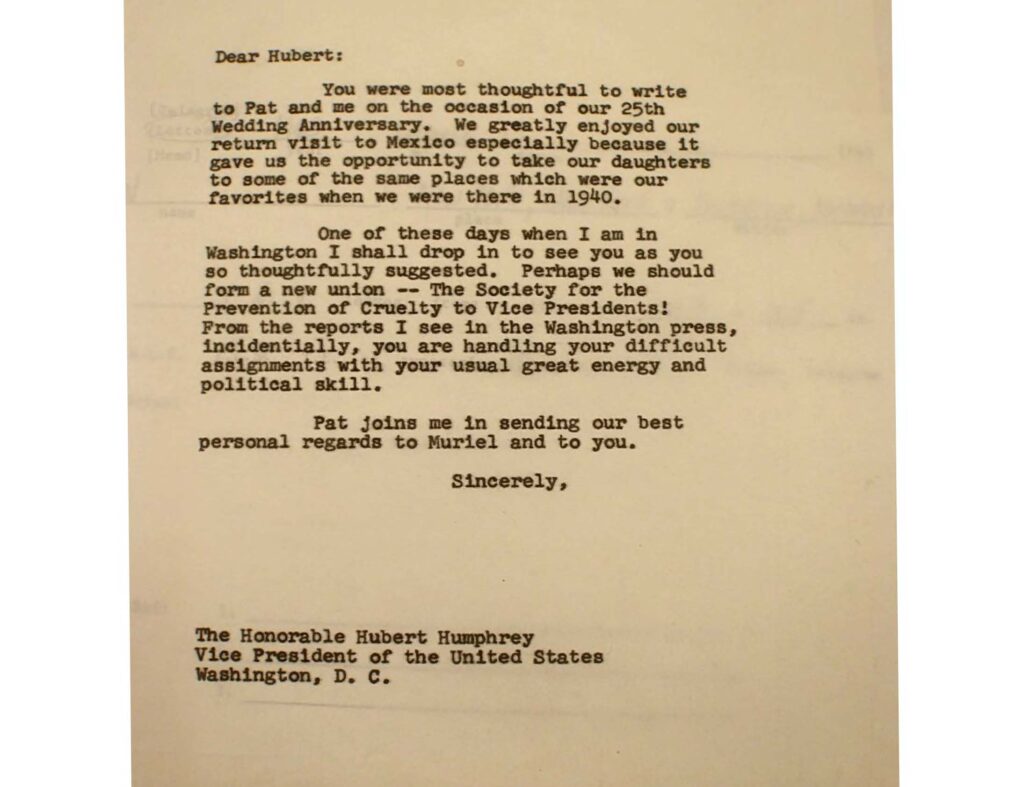 Dear Hubert:
You were most thoughtful to write
to Pat and me on the occasion of our 25th
Wedding Anniversary. We greatly enjoyed our
return visit to Mexico especially because it
gave us the opportunity to take our daughters
to some of the same places which were our
favorites when we were there in 1940.
One of these days when I am in
Washington I shall drop in to see you as you
so thoughtfully suggested. Perhaps we should
form a new union -- The Society for the
Prevention of Cruelty to Vice Presidents!
From the reports I see in the Washington press,
incidentially, you are handling your difficult
assignments with your usual great energy and
political skill.
Pat joins me in sending our best
personal regards to Muriel and to you.
Sincerely,
The Honorable Hubert Humphrey
Vice President of the United States
Washington, D. C.